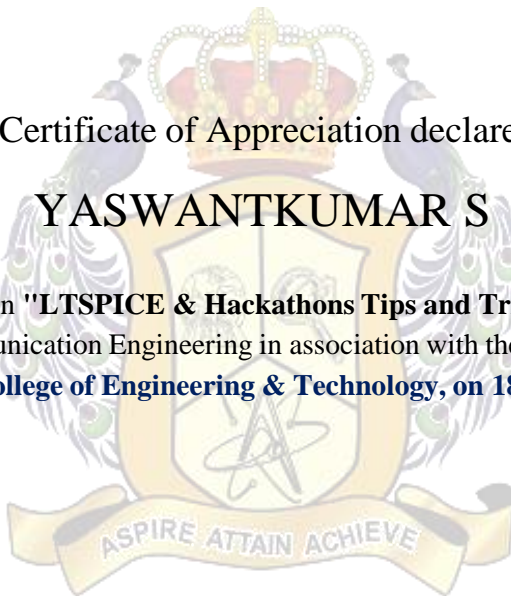 Certificate of Appreciation declare
YASWANTKUMAR S
n "LTSPICE & Hackathons Tips and Tr
unication Engineering in association with the
ollege of Engineering & Technology, on 18
ASPIRE ATTAIN ACHIEVE